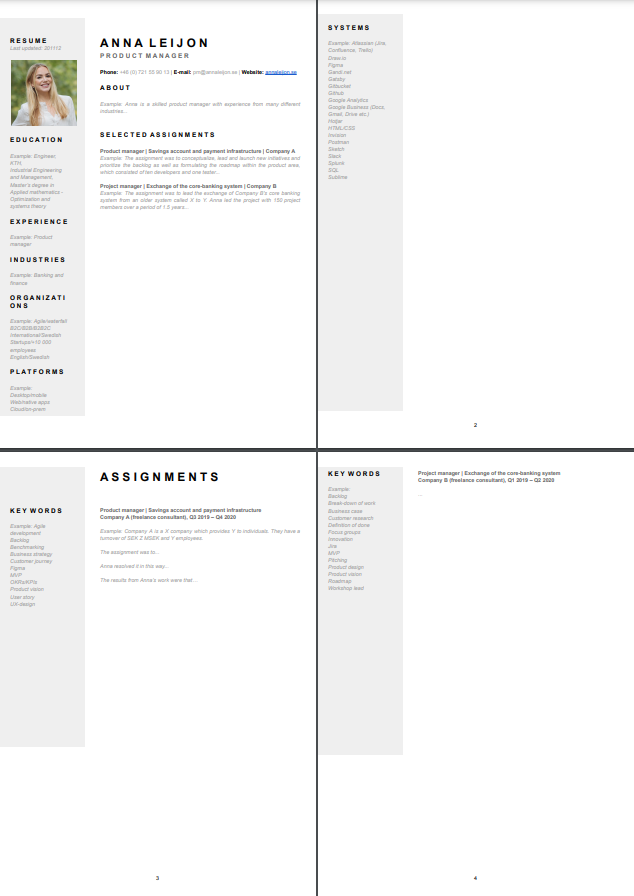 RESUME
Last updated: 201112
EDUCATION
Example: Engineer,
KTH,
Industrial Engineering
and Management,
Master's degree in
Applied mathematics -
Optimization and
systems theory
EXPERIENCE
Example: Product
manager
INDUSTRIES
Example: Banking and
finance
ORGANIZATI
ONS
Example: Agile/waterfall
B2C/B2B/B2B2C
International/Swedish
Startups/+10 000
employees
English/Swedish
PLATFORMS
Example:
Desktop/mobile
Web/native apps
Cloud/on-prem
ANNA LEIJON
PRODUCT MANAGER
Phone: +46 (0) 721 55 90 13 | E-mail: pm@annaleijon.se | Website: annaleijon.se
ABOUT
Example: Anna is a skilled product manager with experience from many different
industries...
SELECTED ASSIGNMENTS
Product manager | Savings account and payment infrastructure | Company A
Example: The assignment was to conceptualize, lead and launch new initiatives and
prioritize the backlog as well as formulating the roadmap within the product area,
which consisted of ten developers and one tester...
Project manager | Exchange of the core-banking system | Company B
Example: The assignment was to lead the exchange of Company B's core banking
system from an older system called X to Y. Anna led the project with 150 project
members over a period of 1.5 years...
SYSTEMS
Example: Atlassian (Jira,
Confluence, Trello)
Draw.io
Figma
Gandi.net
Gatsby
Gitbucket
Github
Google Analytics
Google Business (Docs,
Gmail, Drive etc.)
Hotjar
HTML/CSS
Invision
Postman
Sketch
Slack
Splunk
SQL
Sublime
2
KEY WORDS
Example: Agile
development
Backlog
Benchmarking
Business strategy
Customer journey
Figma
MVP
OKRs/KPIs
Product vision
User story
UX-design
ASSIGNMENTS
Product manager | Savings account and payment infrastructure
Company A (freelance consultant), Q3 2019 – Q4 2020
Example: Company A is a X company which provides Y to individuals. They have a
turnover of SEK Z MSEK and Y employees.
The assignment was to...
Anna resolved it in this way...
The results from Anna's work were that ...
3
KEY WORDS
Example:
Backlog
Break-down of work
Business case
Customer research
Definition of done
Focus groups
Innovation
Jira
MVP
Pitching
Product design
Product vision
Roadmap
Workshop lead
Project manager | Exchange of the core-banking system
Company B (freelance consultant), Q1 2019 – Q2 2020
...
4